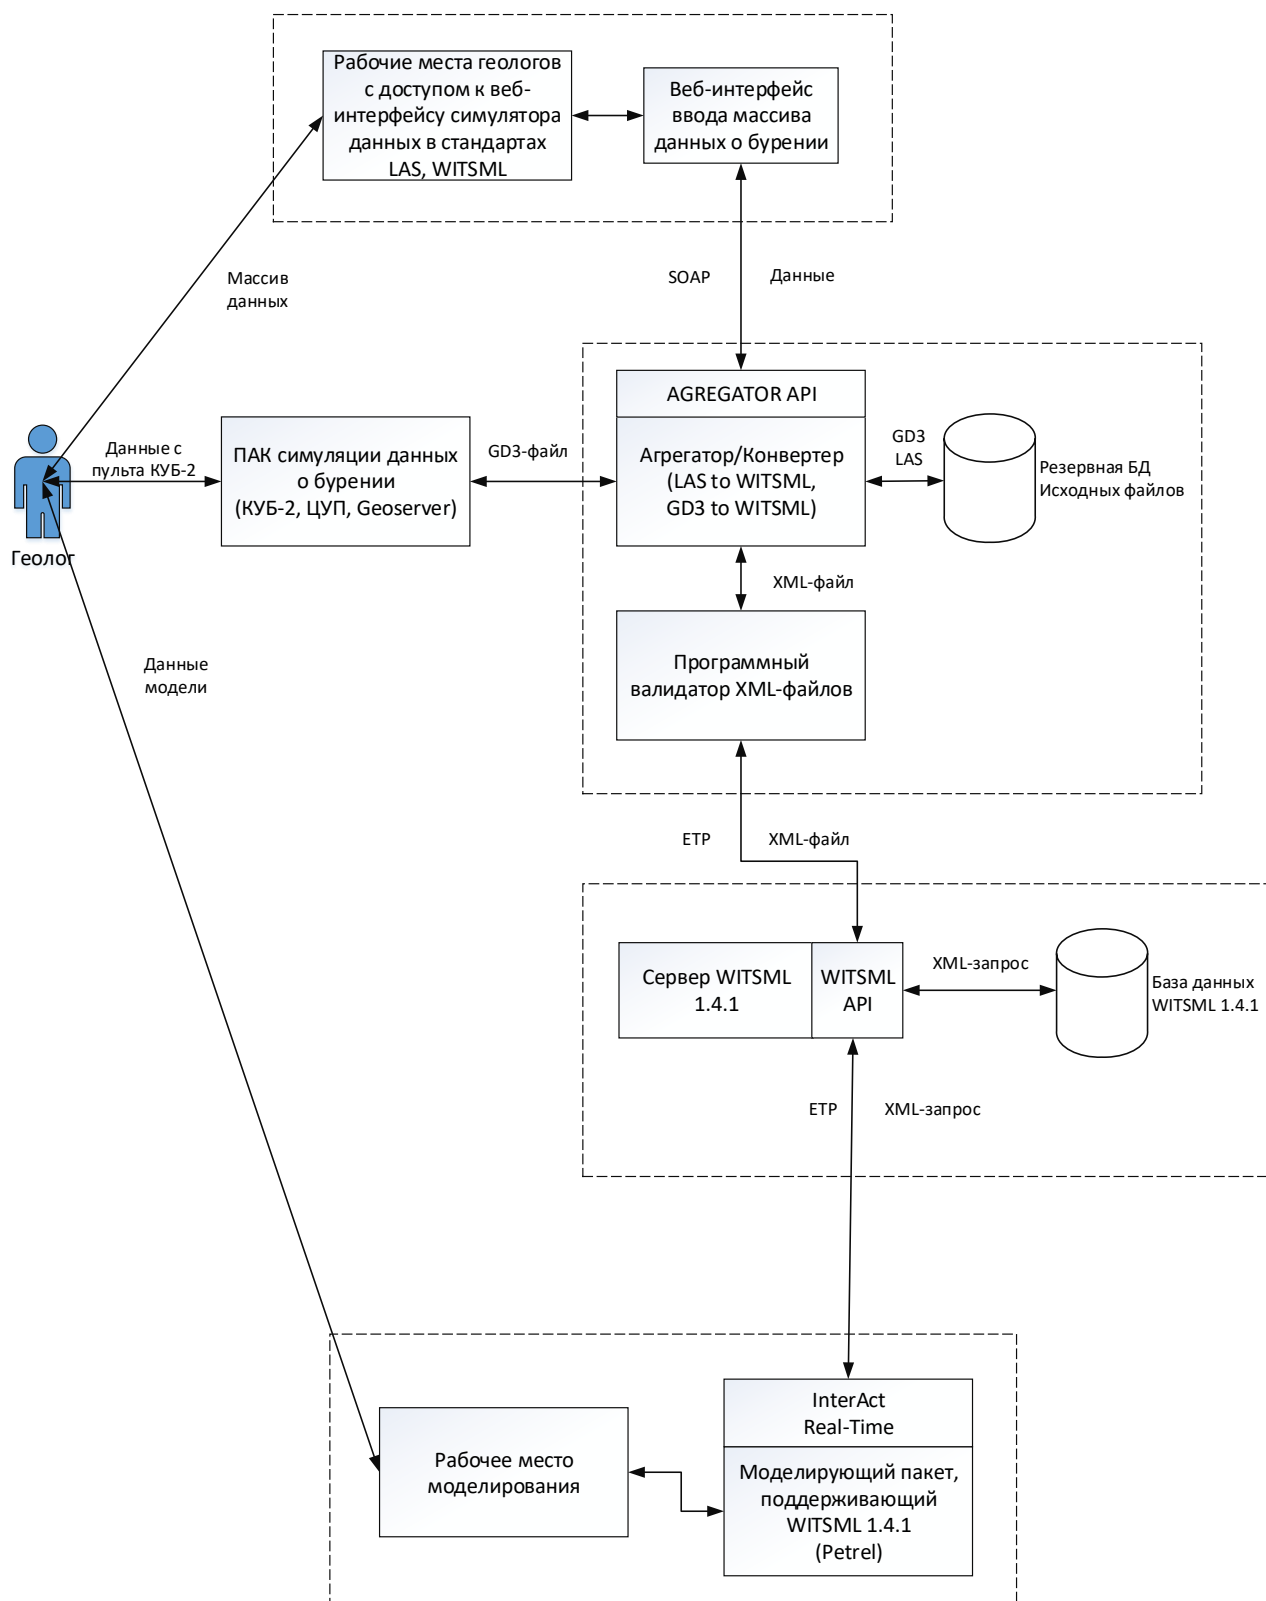 Рабочие места геологов
с доступом к веб-
интерфейсу симулятора
данных в стандартах
LAS, WITSML
Веб-интерфейс
ввода массива
данных о бурении
Массив
данных
SOAP
Данные
AGREGATOR API
Агрегатор/Конвертер
(LAS to WITSML,
GD3 to WITSML)
GD3
LAS
Резервная БД
Исходных файлов
Данные с
пульта КУБ-2
ПАК симуляции данных
о бурении
(КУБ-2, ЦУП, Geoserver)
GD3-файл
Геолог
XML-файл
Программный
валидатор XML-файлов
Данные
модели
ETP
XML-файл
Сервер WITSML
1.4.1
WITSML
API
XML-запрос
База данных
WITSML 1.4.1
ETP
XML-запрос
InterAct
Real-Time
Рабочее место
моделирования
Моделирующий пакет,
поддерживающий
WITSML 1.4.1
(Petrel)